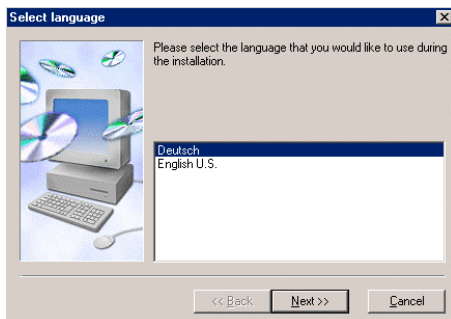 Select language
Please select the language that you would like to use during
the installation.
Deutsch
English U.S.
<< Back
Next >>
Cancel